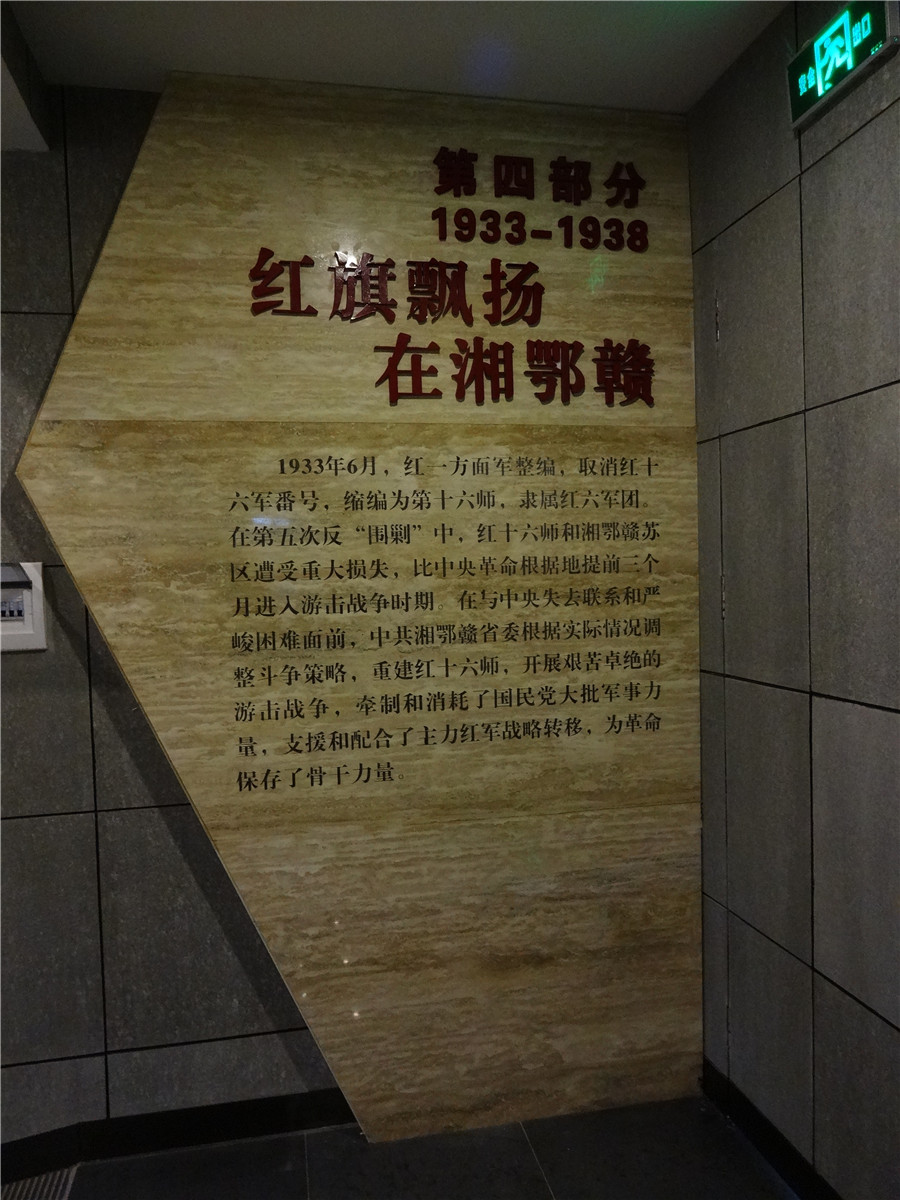 安全出口
第四部分
1933-1938
红旗飘扬
在湘鄂赣
1933年6月，红一方面军整编，取消红十
六军番号，缩编为第十六师，隶属红六军团。
在第五次反“围剿”中，红十六师和湘鄂赣苏
区遭受重大损失，比中央革命根据地提前三个
月进入游击战争时期。在与中央失去联系和严
峻困难面前，中共湘鄂赣省委根据实际情况调
整斗争策略，重建红十六师，开展艰苦卓绝的
游击战争，牵制和消耗了国民党大批军事力
量，支援和配合了主力红军战略转移，为革命
保存了骨干力量。